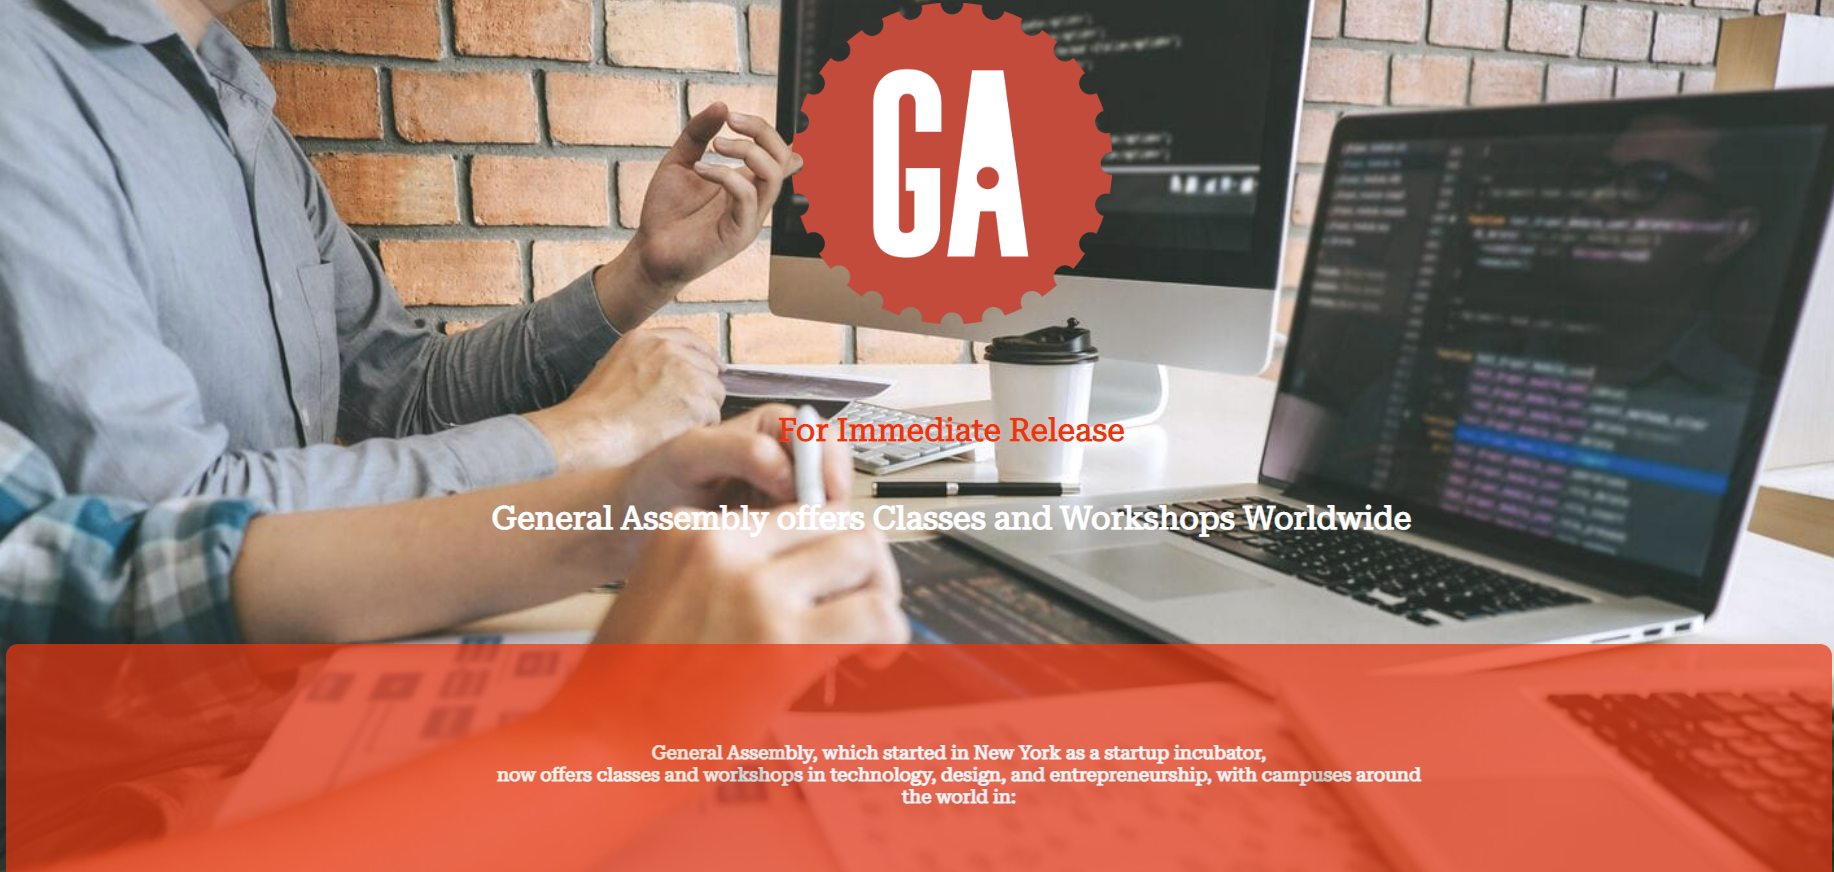 GA
For Immediate Release
General Assembly offers Classes and Workshops Worldwide
General Assembly, which started in New York as a startup incubator,
now offers classes and workshops in technology, design, and entrepreneurship, with campuses around
the world in: